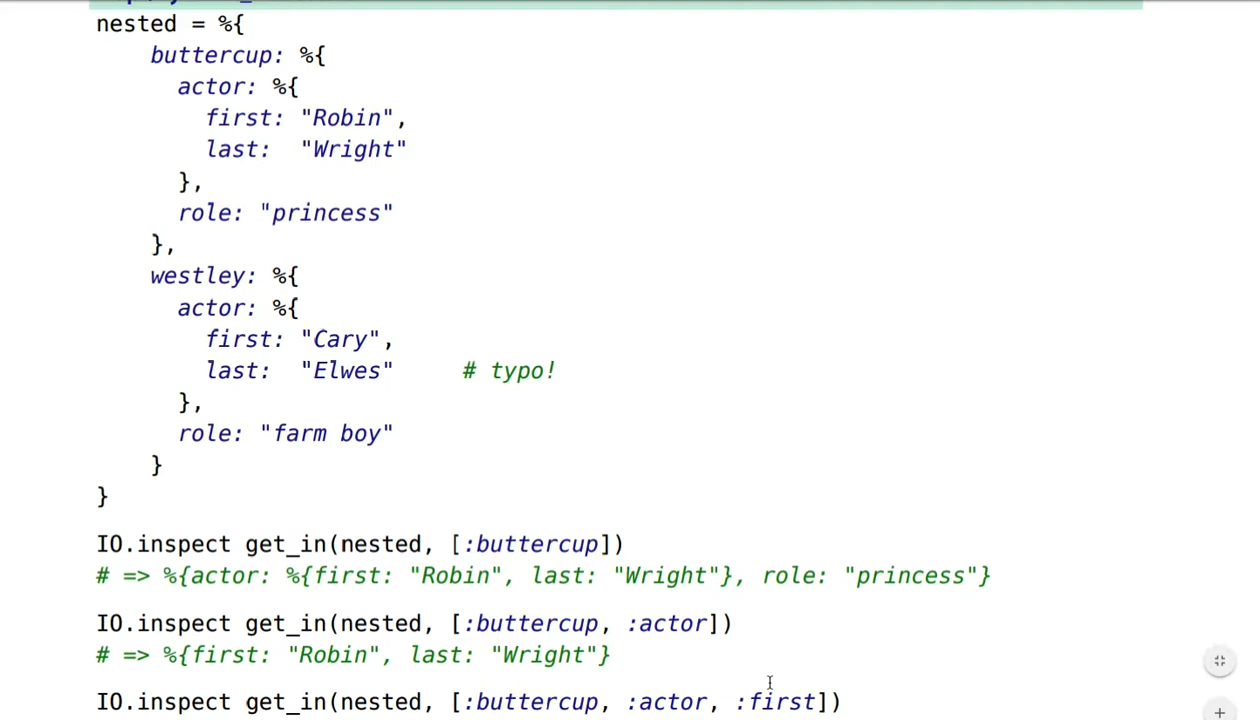 nested = %{
buttercup: %{
actor: %{
first: "Robin",
last: "Wright"
},
role: "princess"
},
westley: %{
actor: %{
first: "Cary",
last: "Elwes" # typo!
},
role: "farm boy"
}
}
IO.inspect get_in(nested, [:buttercup])
# => %{actor: %{first: "Robin", last: "Wright"}, role: "princess"}
IO.inspect get_in(nested, [:buttercup, :actor])
# => %{first: "Robin", last: "Wright"}
IO.inspect get_in(nested, [:buttercup, :actor, :first])